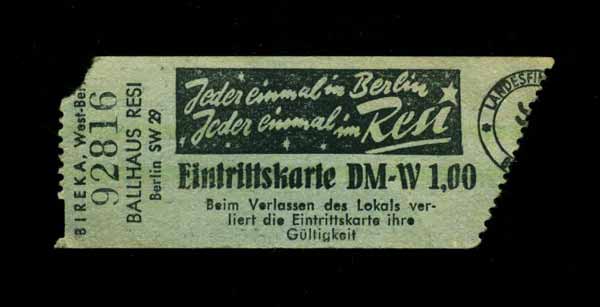 BIREKA, West-Ber
92816
BALLHAUS RESI
Berlin SW 29
Jeder einmal in Berlin
Jeder einmal im Resi
Eintrittskarte DM-W 1,00
Beim Verlassen des Lokals ver-
liert die Eintrittskarte ihre
Gültigkeit
LANDESFI